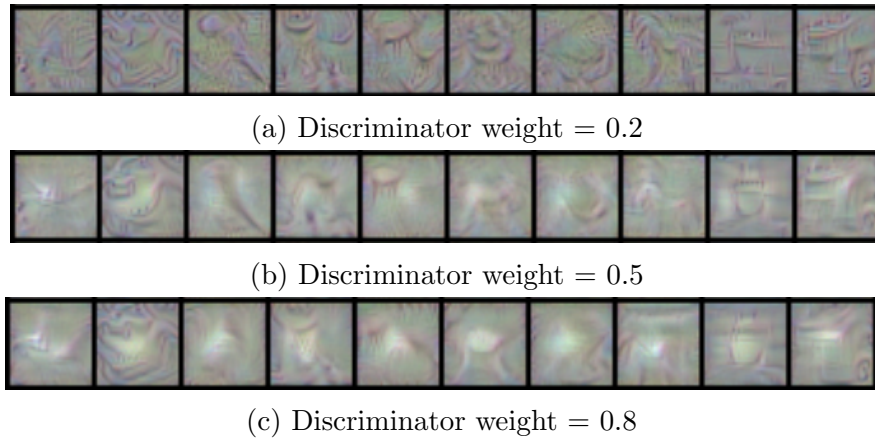 (a) Discriminator weight = 0.2
(b) Discriminator weight = 0.5
(c) Discriminator weight = 0.8